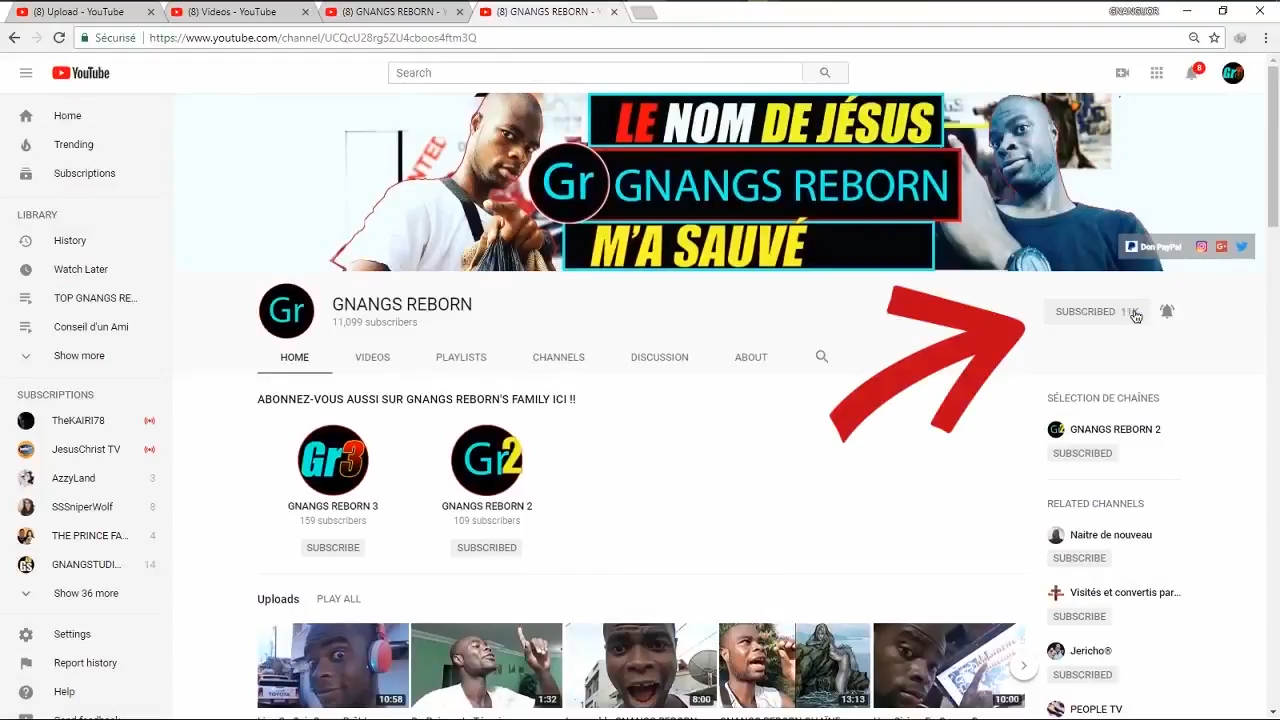 (8) Upload - YouTube
(8) Videos - YouTube
(8) GNANGS REBORN - Y
(8) GNANGS REBORN - Y
GNANGUOR
Sécurisé
YouTube
Search
8
Home
Trending
Subscriptions
LIBRARY
History
Watch Later
TOP GNANGS RE...
Conseil d'un Ami
Show more
SUBSCRIPTIONS
TheKAIRI78
JesusChrist TV
AzzyLand 3
SSSniperWolf 8
THE PRINCE FA... 4
GNANGSTUDI... 14
Show 36 more
Settings
Report history
Help
LE NOM DE JÉSUS
Gr GNANGS REBORN
M'A SAUVÉ
Don PayPal
Gr
GNANGS REBORN
11,099 subscribers
SUBSCRIBED
HOME VIDEOS PLAYLISTS CHANNELS DISCUSSION ABOUT
ABONNEZ-VOUS AUSSI SUR GNANGS REBORN'S FAMILY ICI !!
Gr3
GNANGS REBORN 3
159 subscribers
SUBSCRIBE
Gr2
GNANGS REBORN 2
109 subscribers
SUBSCRIBED
Uploads PLAY ALL
10:58
1:32
8:00
13:13
10:00
SÉLECTION DE CHAÎNES
GNANGS REBORN 2
SUBSCRIBED
RELATED CHANNELS
Naitre de nouveau
SUBSCRIBE
Visités et convertis par...
SUBSCRIBE
Jericho®
SUBSCRIBED
PEOPLE TV